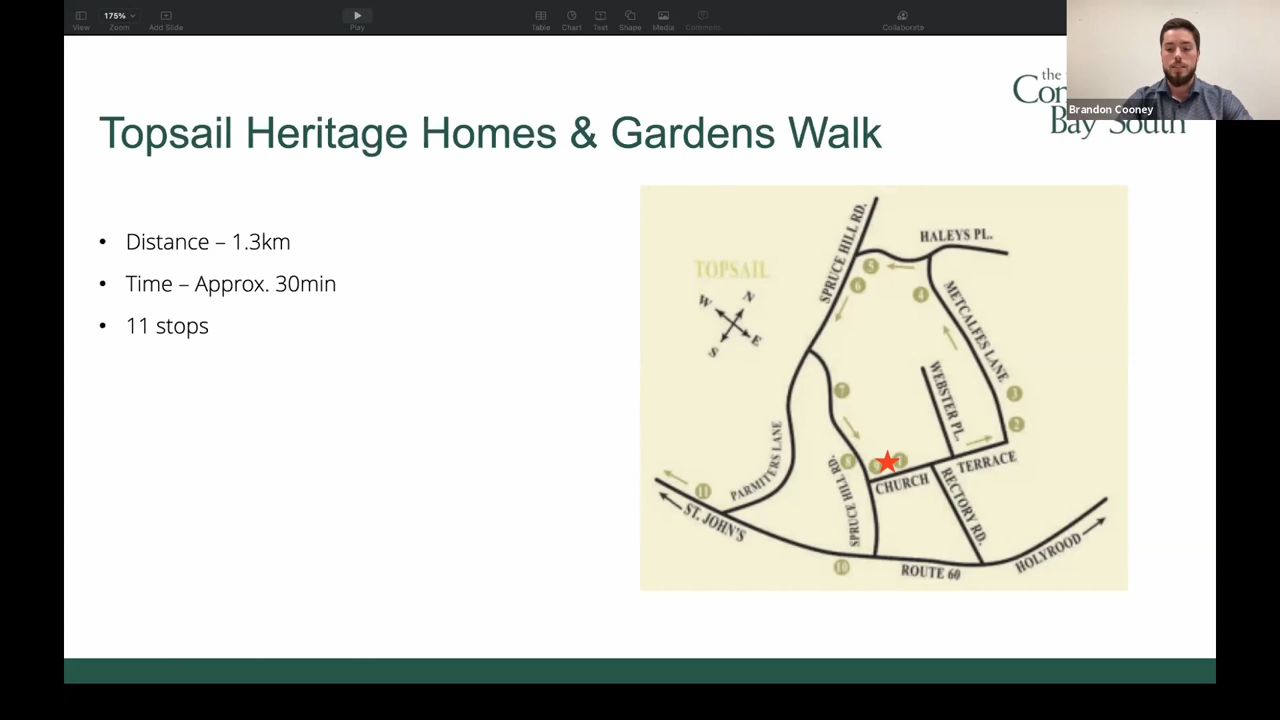 View
175%
Zoom
Add Slide
Play
Table
Chart
Text
Shape
Media
Comment
Collaborate
Brandon Cooney
the
Bay South
Topsail Heritage Homes & Gardens Walk
• Distance – 1.3km
• Time – Approx. 30min
• 11 stops
TOPSAIL
N
W
E
S
SPRUCE HILL RD.
HALEYS PL.
METCALFES LANE
WEBSTER PL.
PARMITERS LANE
SPRUCE HILL RD.
CHURCH
TERRACE
RECTORY RD.
ST. JOHN'S
ROUTE 60
HOLYROOD
5
6
4
3
2
7
8
9
11
10